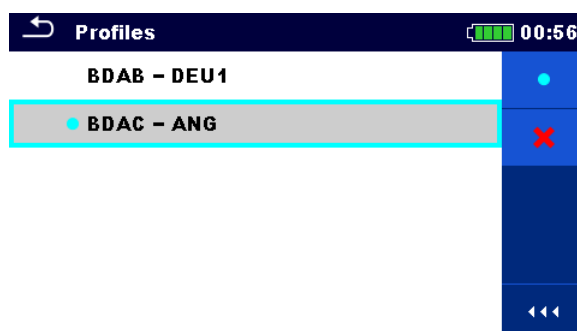 Profiles 00:56
BDAB – DEU1
BDAC – ANG